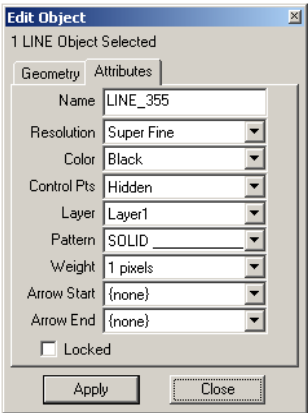 Edit Object
1 LINE Object Selected
Geometry Attributes
Name LINE_355
Resolution Super Fine
Color Black
Control Pts Hidden
Layer Layer1
Pattern SOLID ___________
Weight 1 pixels
Arrow Start {none}
Arrow End {none}
Locked
Apply Close